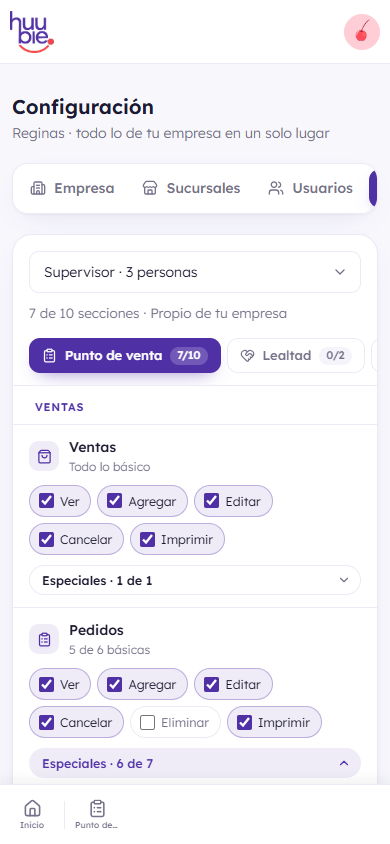 huu
bie
Configuración
Reginas · todo lo de tu empresa en un solo lugar
Empresa Sucursales Usuarios
Supervisor · 3 personas
7 de 10 secciones · Propio de tu empresa
Punto de venta 7/10 Lealtad 0/2
VENTAS
Ventas
Todo lo básico
Ver Agregar Editar
Cancelar Imprimir
Especiales · 1 de 1
Pedidos
5 de 6 básicas
Ver Agregar Editar
Cancelar Eliminar Imprimir
Especiales · 6 de 7
Inicio Punto de...